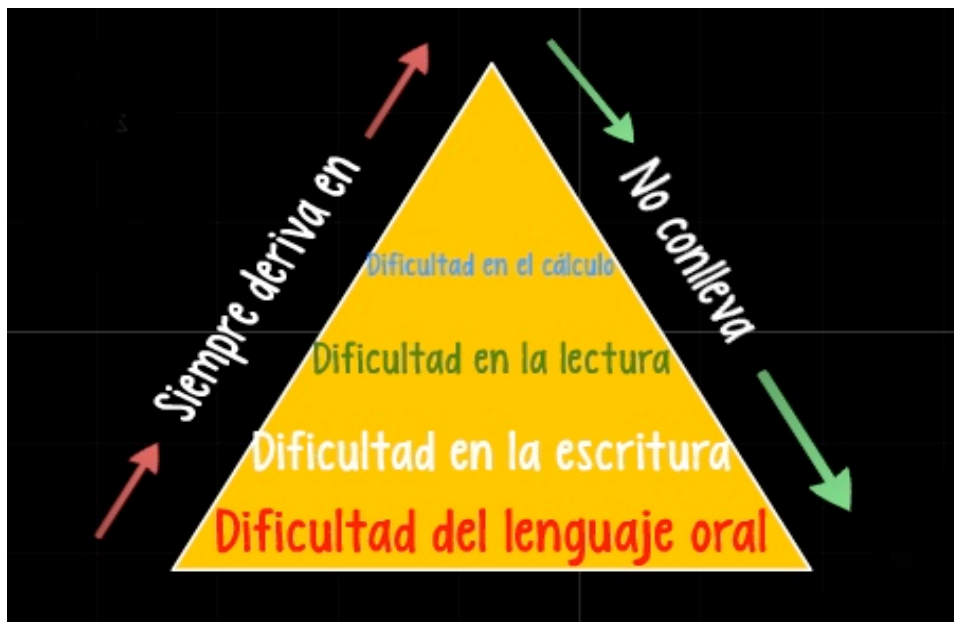 Siempre deriva en
No conlleva
Dificultad en el cálculo
Dificultad en la lectura
Dificultad en la escritura
Dificultad del lenguaje oral